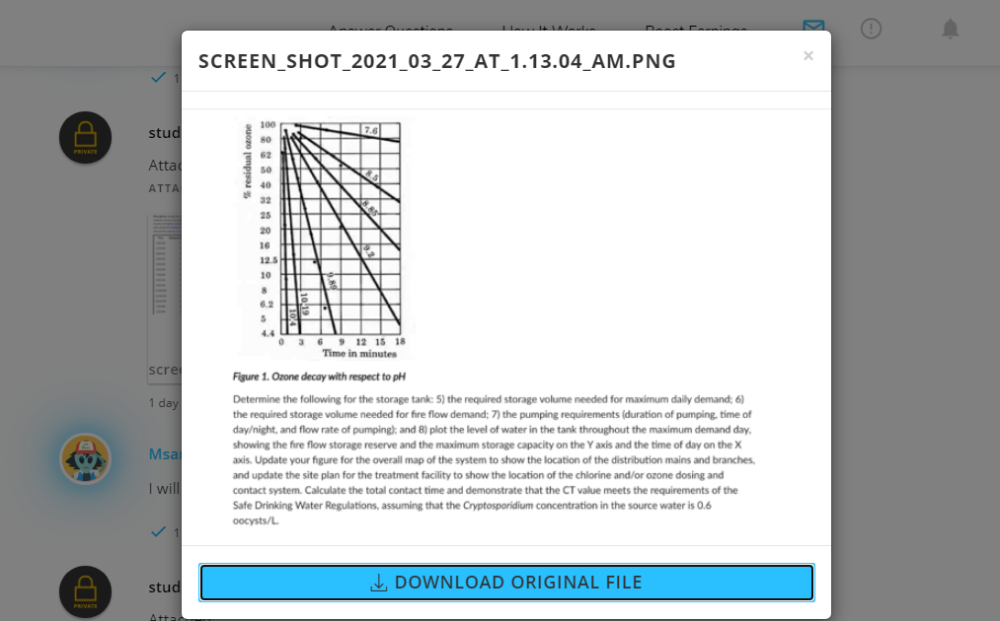 Answer Questions How It Works Boost Earnings
SCREEN_SHOT_2021_03_27_AT_1.13.04_AM.PNG
×
1
PRIVATE
stud
Attac
ATTA
scree
1 day
Msar
I will
1
PRIVATE
stud
Attached
% residual ozone
100
80
62
50
40
32
25
20
16
12.5
10
8
6.2
5
4.4
7.6
8.5
8.85
9.2
9.89
10.19
10.4
0 3 6 9 12 15 18
Time in minutes
Figure 1. Ozone decay with respect to pH
Determine the following for the storage tank: 5) the required storage volume needed for maximum daily demand; 6)
the required storage volume needed for fire flow demand; 7) the pumping requirements (duration of pumping, time of
day/night, and flow rate of pumping); and 8) plot the level of water in the tank throughout the maximum demand day,
showing the fire flow storage reserve and the maximum storage capacity on the Y axis and the time of day on the X
axis. Update your figure for the overall map of the system to show the location of the distribution mains and branches,
and update the site plan for the treatment facility to show the location of the chlorine and/or ozone dosing and
contact system. Calculate the total contact time and demonstrate that the CT value meets the requirements of the
Safe Drinking Water Regulations, assuming that the Cryptosporidium concentration in the source water is 0.6
oocysts/L.
DOWNLOAD ORIGINAL FILE